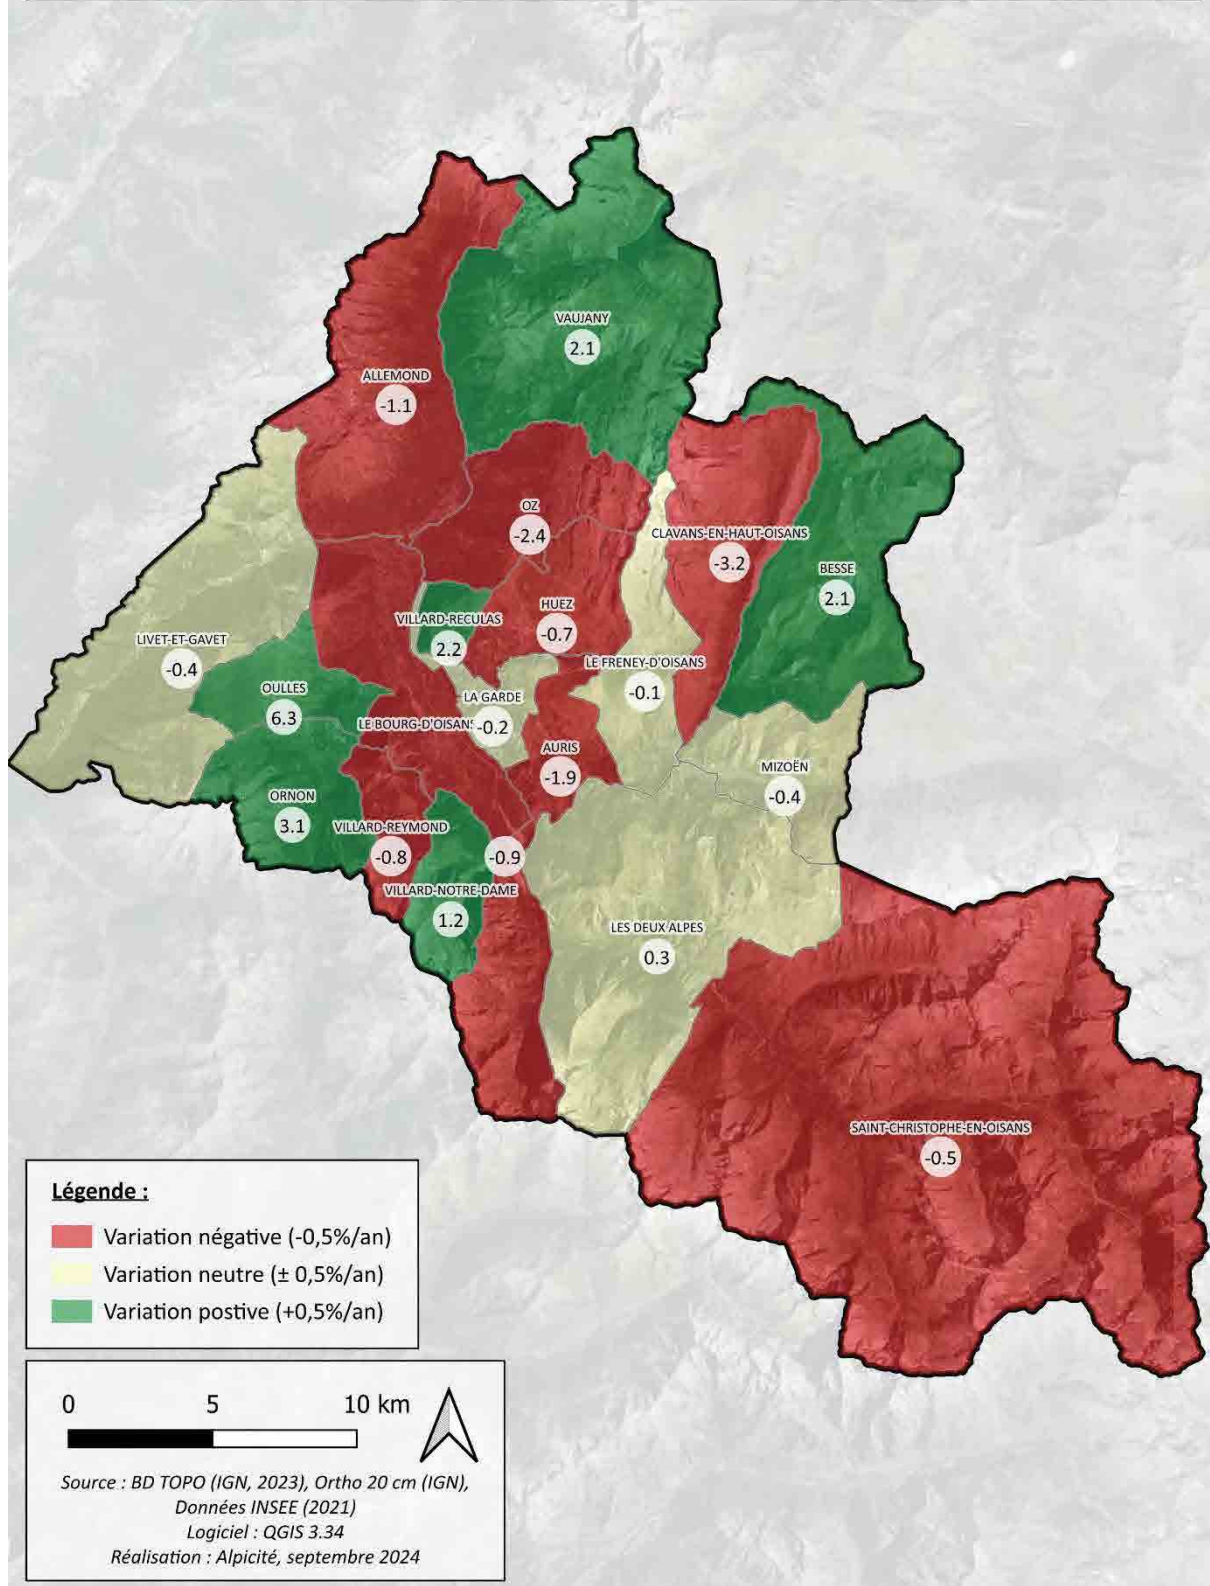 VAUJANY
2.1
ALLEMOND
-1.1
OZ
-2.4
CLAVANS-EN-HAUT-OISANS
-3.2
BESSE
2.1
HUEZ
-0.7
VILLARD-RECULAS
2.2
LIVET-ET-GAVET
-0.4
LE FRENEY-D'OISANS
-0.1
OULLES
6.3
LA GARDE
-0.2
LE BOURG-D'OISANS
-0.9
AURIS
-1.9
MIZOËN
-0.4
ORNON
3.1
VILLARD-REYMOND
-0.8
VILLARD-NOTRE-DAME
1.2
LES DEUX ALPES
0.3
SAINT-CHRISTOPHE-EN-OISANS
-0.5
Légende :
Variation négative (-0,5%/an)
Variation neutre (± 0,5%/an)
Variation postive (+0,5%/an)
0 5 10 km
Source : BD TOPO (IGN, 2023), Ortho 20 cm (IGN),
Données INSEE (2021)
Logiciel : QGIS 3.34
Réalisation : Alpicité, septembre 2024